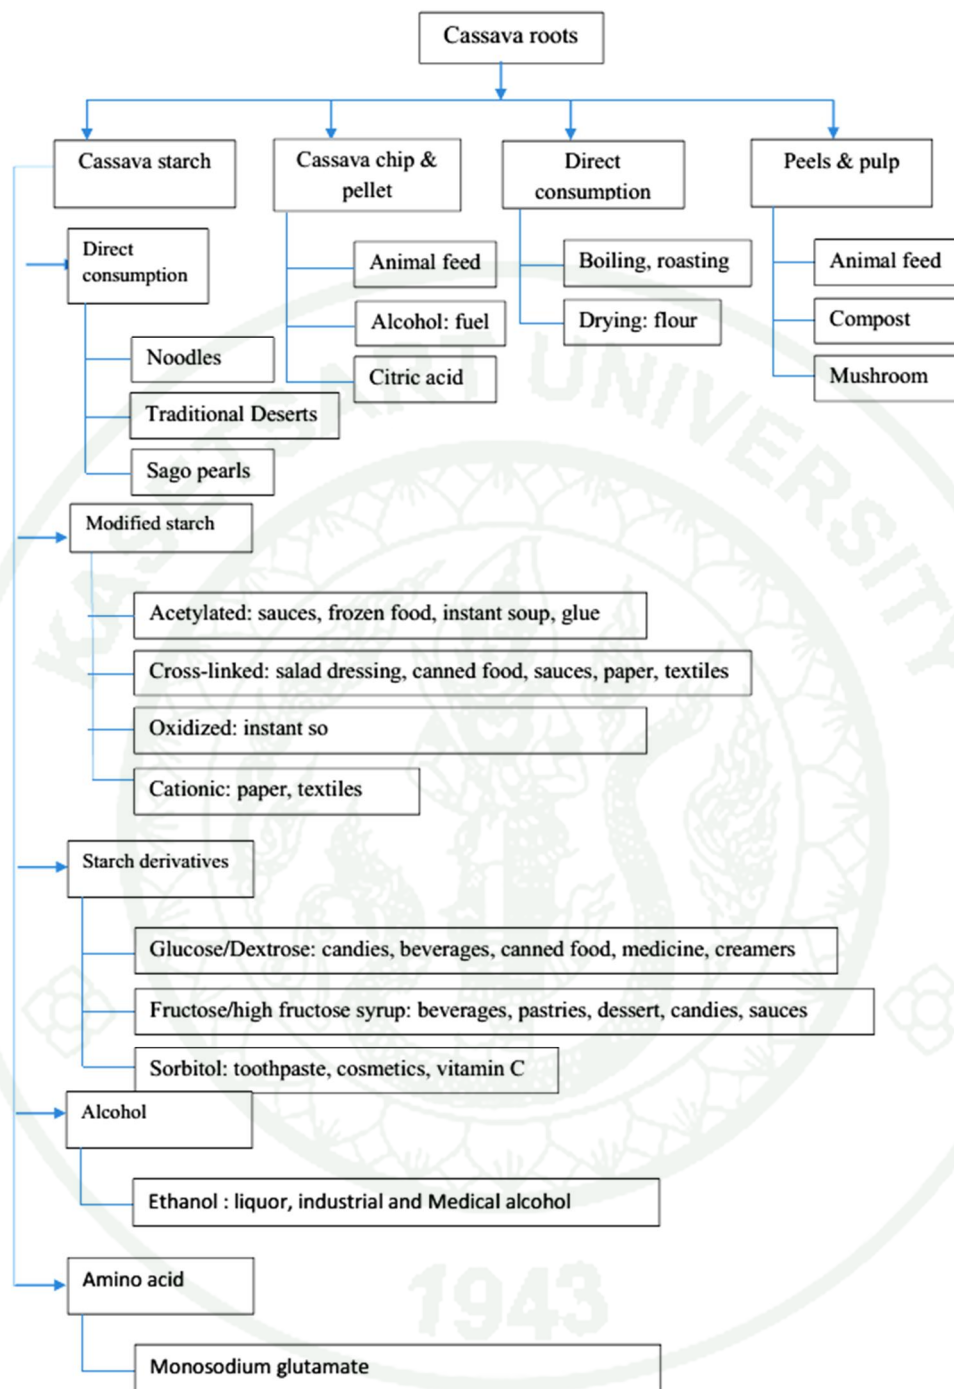 Cassava roots
Cassava starch
Cassava chip &
pellet
Direct
consumption
Peels & pulp
Direct
consumption
Noodles
Traditional Deserts
Sago pearls
Animal feed
Alcohol: fuel
Citric acid
Boiling, roasting
Drying: flour
Animal feed
Compost
Mushroom
Modified starch
Acetylated: sauces, frozen food, instant soup, glue
Cross-linked: salad dressing, canned food, sauces, paper, textiles
Oxidized: instant so
Cationic: paper, textiles
Starch derivatives
Glucose/Dextrose: candies, beverages, canned food, medicine, creamers
Fructose/high fructose syrup: beverages, pastries, dessert, candies, sauces
Sorbitol: toothpaste, cosmetics, vitamin C
Alcohol
Ethanol : liquor, industrial and Medical alcohol
Amino acid
Monosodium glutamate
KASETSART UNIVERSITY
1943